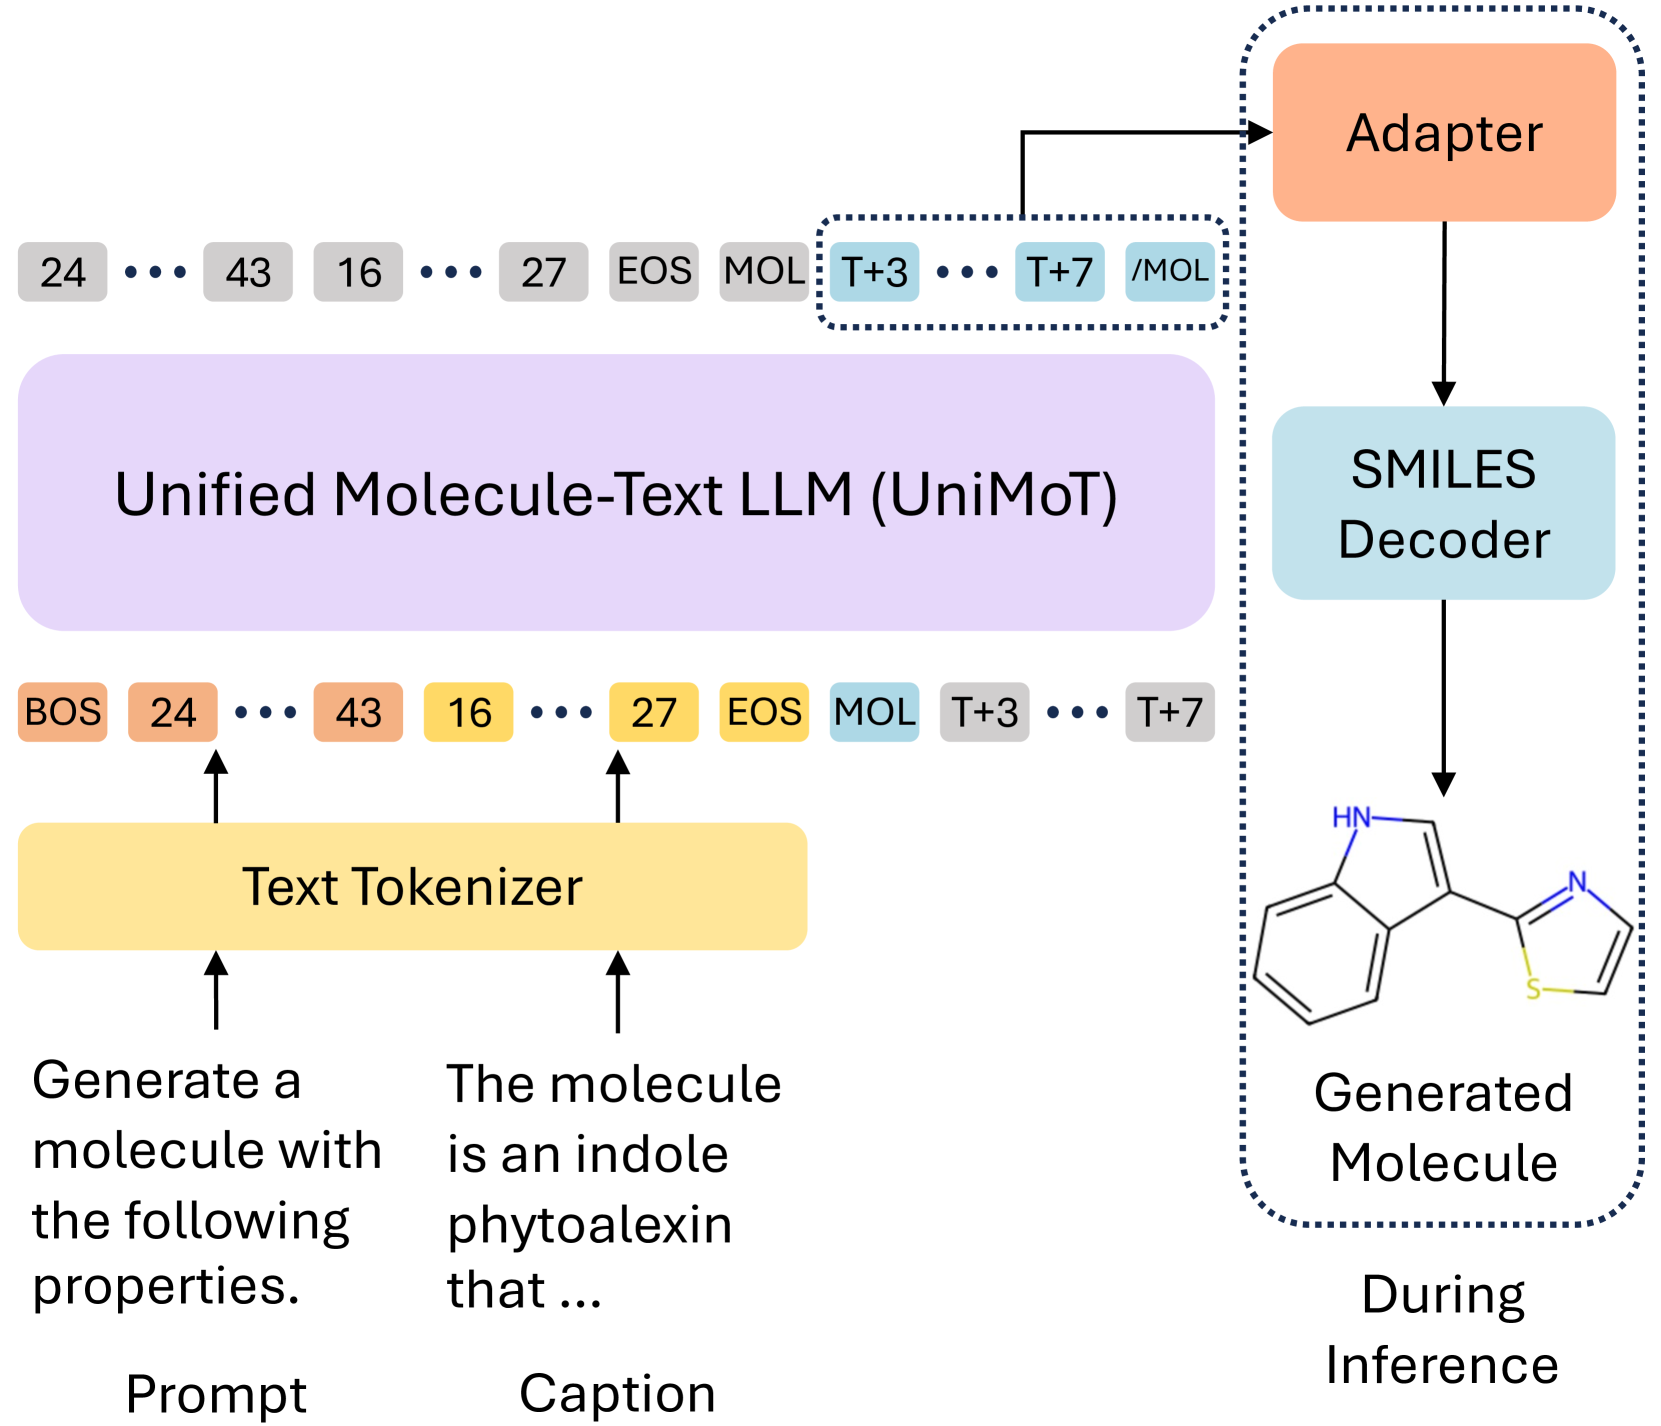 Adapter
24 ••• 43 16 ••• 27 EOS MOL T+3 ••• T+7 /MOL
Unified Molecule-Text LLM (UniMoT)
SMILES
Decoder
BOS 24 ••• 43 16 ••• 27 EOS MOL T+3 ••• T+7
Text Tokenizer
HN
N
S
Generate a
molecule with
the following
properties.
The molecule
is an indole
phytoalexin
that ...
Generated
Molecule
Prompt
Caption
During
Inference